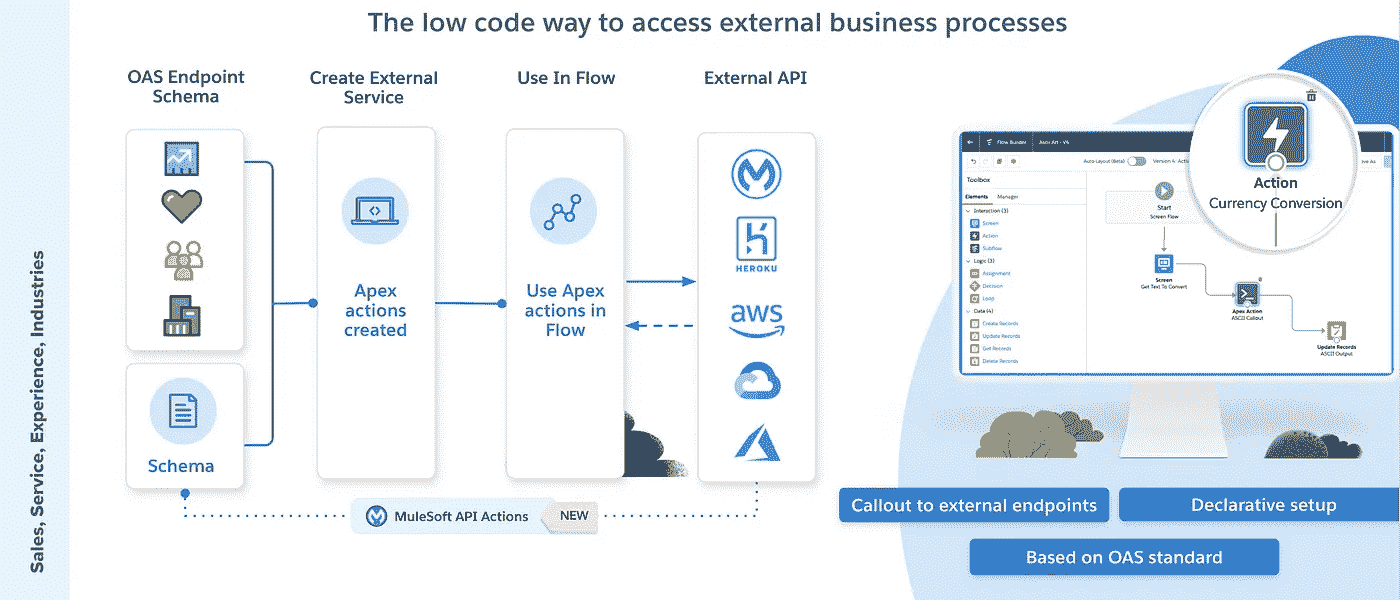 The low code way to access external business processes
OAS Endpoint
Schema
Create External
Service
Use In Flow
External API
Sales, Service, Experience, Industries
Schema
Apex
actions
created
Use Apex
actions in
Flow
HEROKU
aws
MuleSoft API Actions
NEW
Flow Builder
Ascii Art - V4
Auto-Layout (Beta)
Toolbox
Elements
Manager
Interaction (3)
Screen
Action
Subflow
Logic (3)
Assignment
Decision
Loop
Data (4)
Create Records
Update Records
Get Records
Delete Records
Start
Screen Flow
Screen
Get Text To Convert
Apex Action
ASCII Callout
Update Records
ASCII Output
Action
Currency Conversion
Callout to external endpoints
Declarative setup
Based on OAS standard